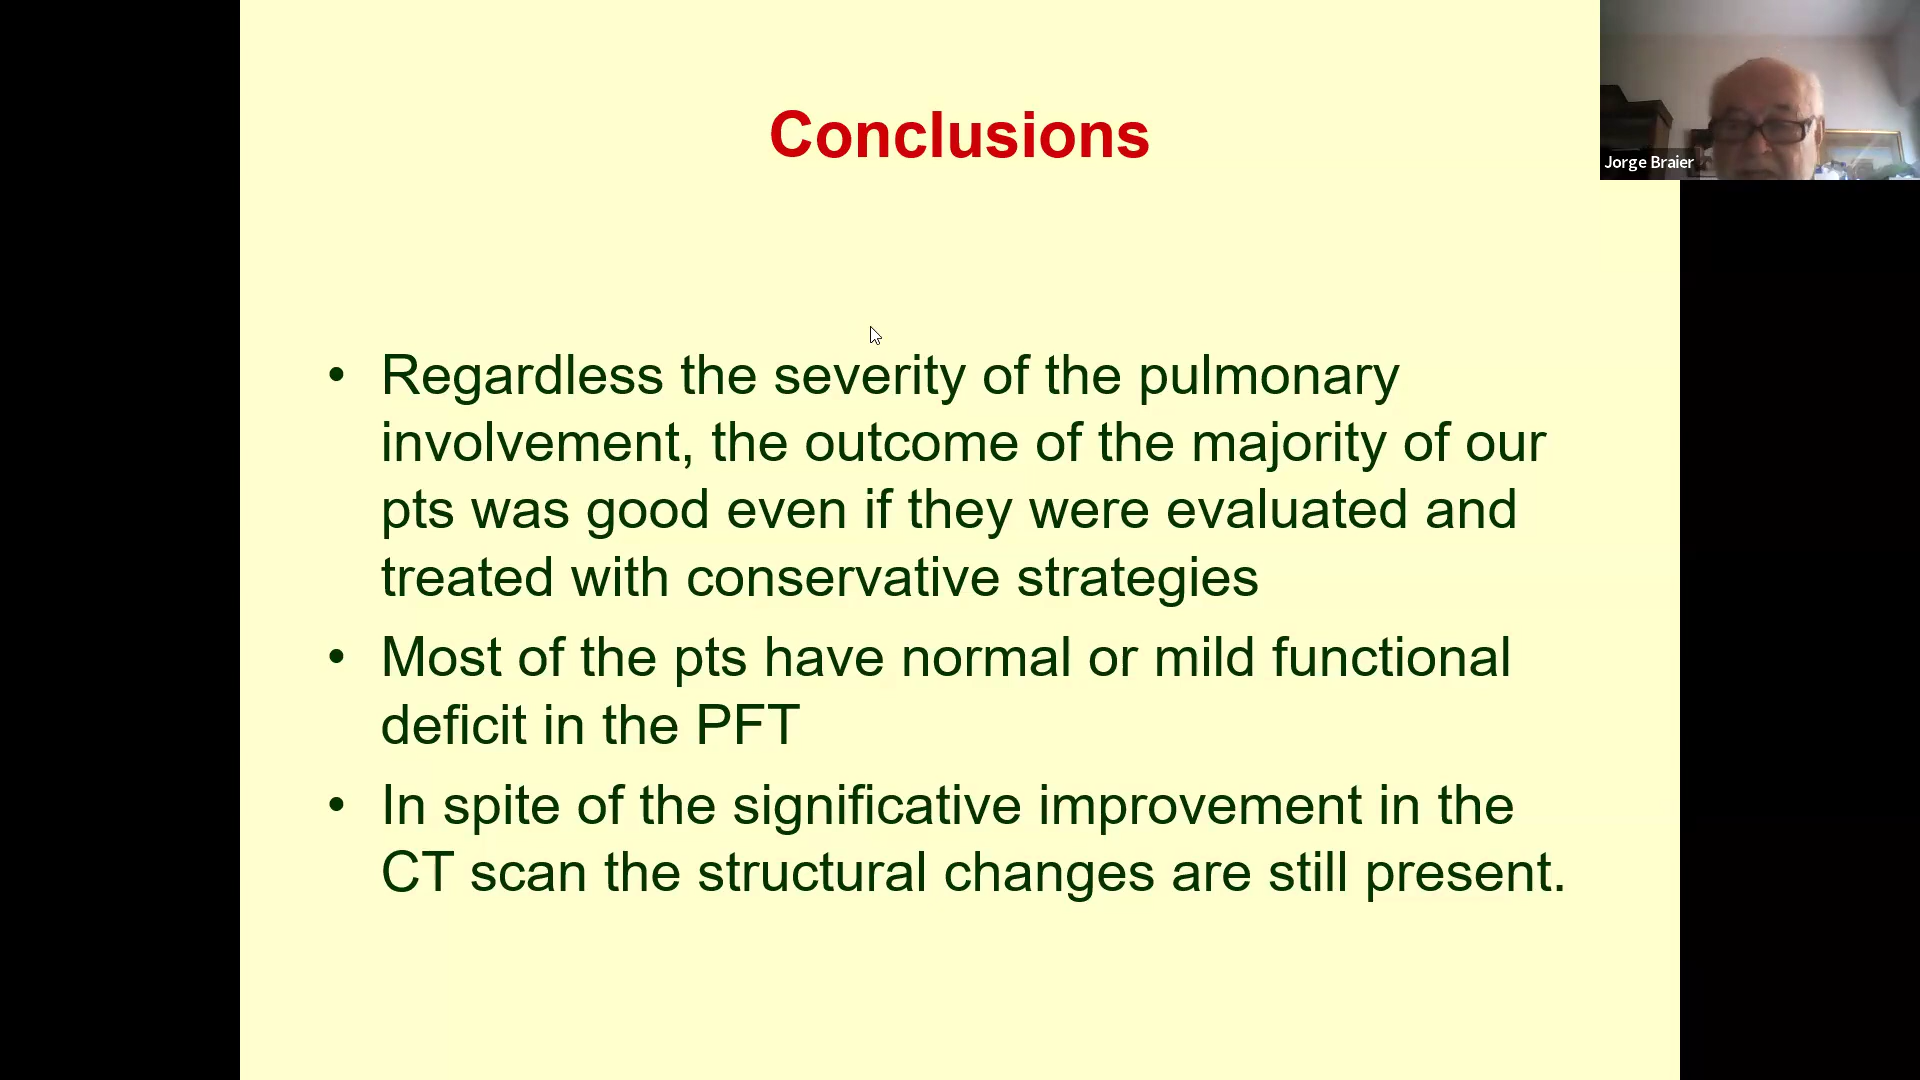 Conclusions
Jorge Braier
• Regardless the severity of the pulmonary
involvement, the outcome of the majority of our
pts was good even if they were evaluated and
treated with conservative strategies
• Most of the pts have normal or mild functional
deficit in the PFT
• In spite of the significative improvement in the
CT scan the structural changes are still present.